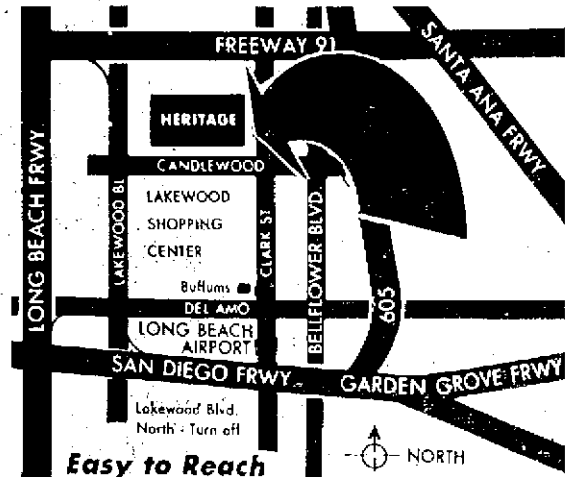 FREEWAY 91
SANTA ANA FRWY
HERITAGE
CANDLEWOOD
LONG BEACH FRWY
LAKEWOOD BL
LAKEWOOD
SHOPPING
CENTER
CLARK ST
BELLFLOWER BLVD.
605
Buffums
DEL AMO
LONG BEACH
AIRPORT
SAN DIEGO FRWY
GARDEN GROVE FRWY
Lakewood Blvd.
North - Turn off
NORTH
Easy to Reach